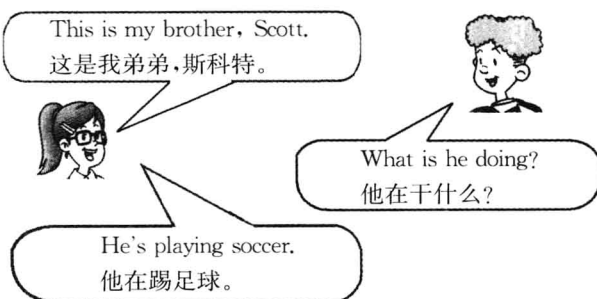 This is my brother, Scott.
这是我弟弟,斯科特。
What is he doing?
他在干什么?
He's playing soccer.
他在踢足球。